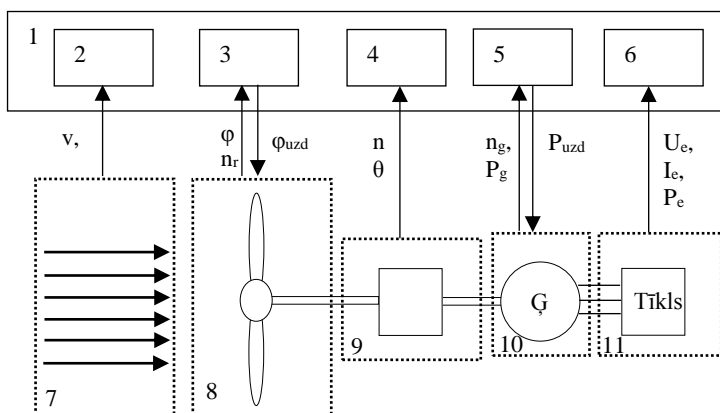 1
2
3
4
5
6
v,
φ
n_r
φ_uzd
n
θ
n_g,
P_g
P_uzd
U_e,
I_e,
P_e
Ģ
Tīkls
7
8
9
10
11